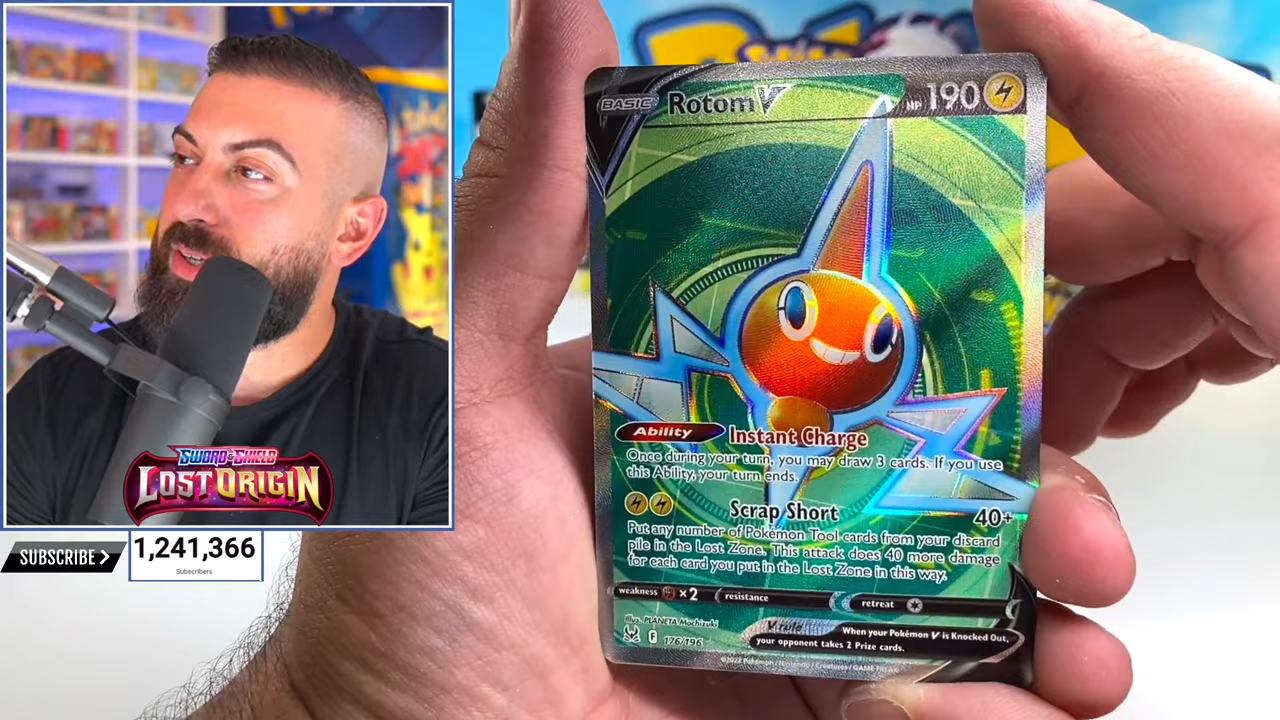 BASIC Rotom V HP 190
Ability Instant Charge
Once during your turn, you may draw 3 cards. If you use
this Ability, your turn ends.
Scrap Short 40+
Put any number of Pokémon Tool cards from your discard
pile in the Lost Zone. This attack does 40 more damage
for each card you put in the Lost Zone in this way.
weakness ×2 resistance retreat
Illus. PLANETA Mochizuki
F 176/196
V rule When your Pokémon V is Knocked Out,
your opponent takes 2 Prize cards.
©2022 Pokémon / Nintendo / Creatures / GAME FREAK
SWORD & SHIELD
LOST ORIGIN
SUBSCRIBE
1,241,366
Subscribers